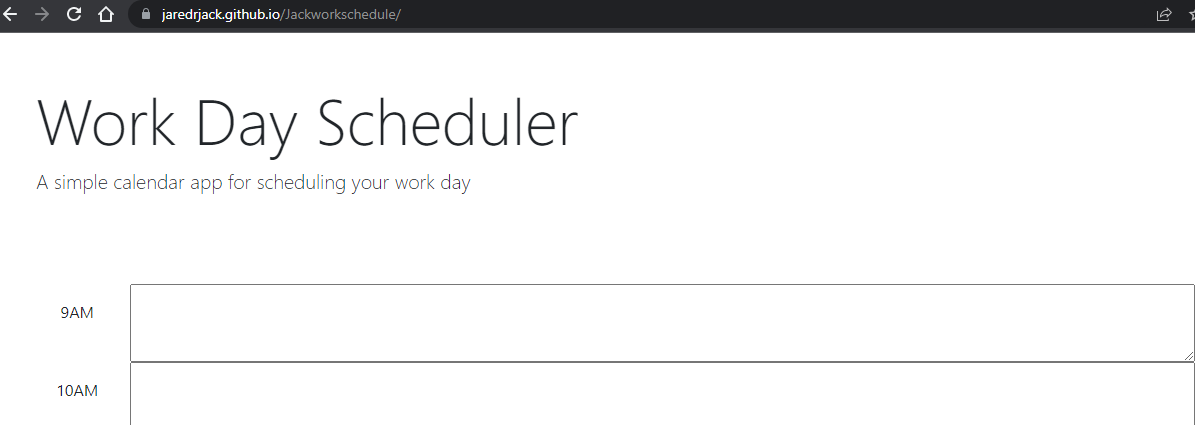 jaredrjack.github.io/Jackworkschedule/
Work Day Scheduler
A simple calendar app for scheduling your work day
9AM
10AM